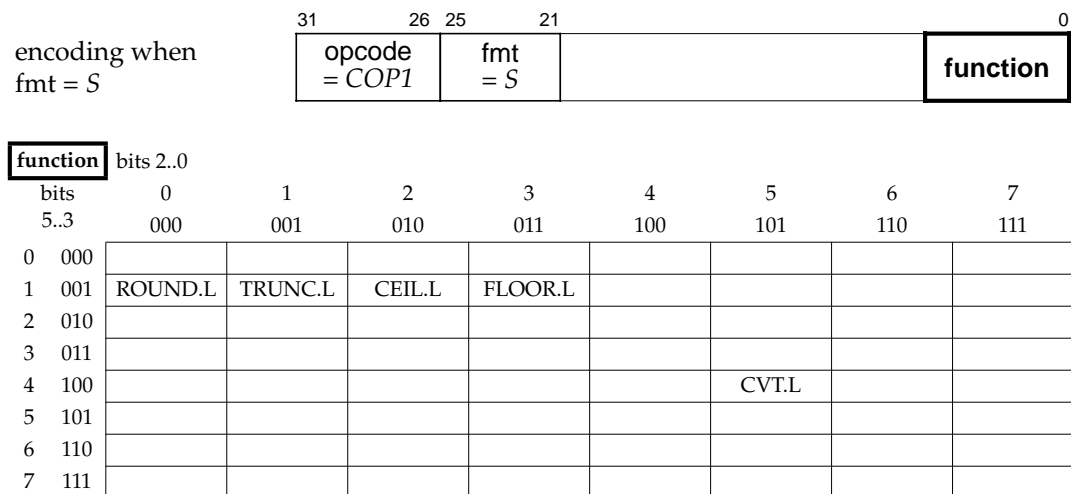 31 26 25 21 0
encoding when opcode fmt function
fmt = S = COP1 = S
function bits 2..0
bits 0 1 2 3 4 5 6 7
5..3 000 001 010 011 100 101 110 111
0 000
1 001 ROUND.L TRUNC.L CEIL.L FLOOR.L
2 010
3 011
4 100 CVT.L
5 101
6 110
7 111